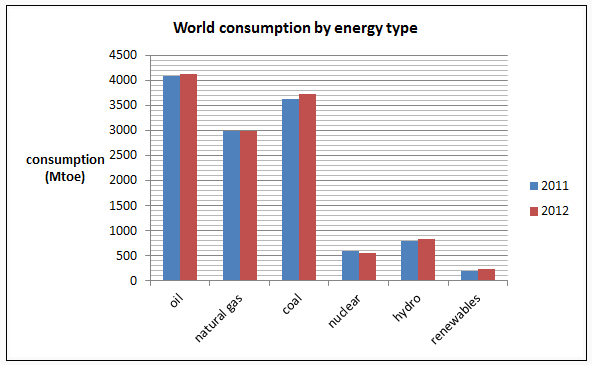 World consumption by energy type
4500
4000
3500
3000
2500
2000
1500
1000
500
0
consumption
(Mtoe)
oil
natural gas
coal
nuclear
hydro
renewables
2011
2012